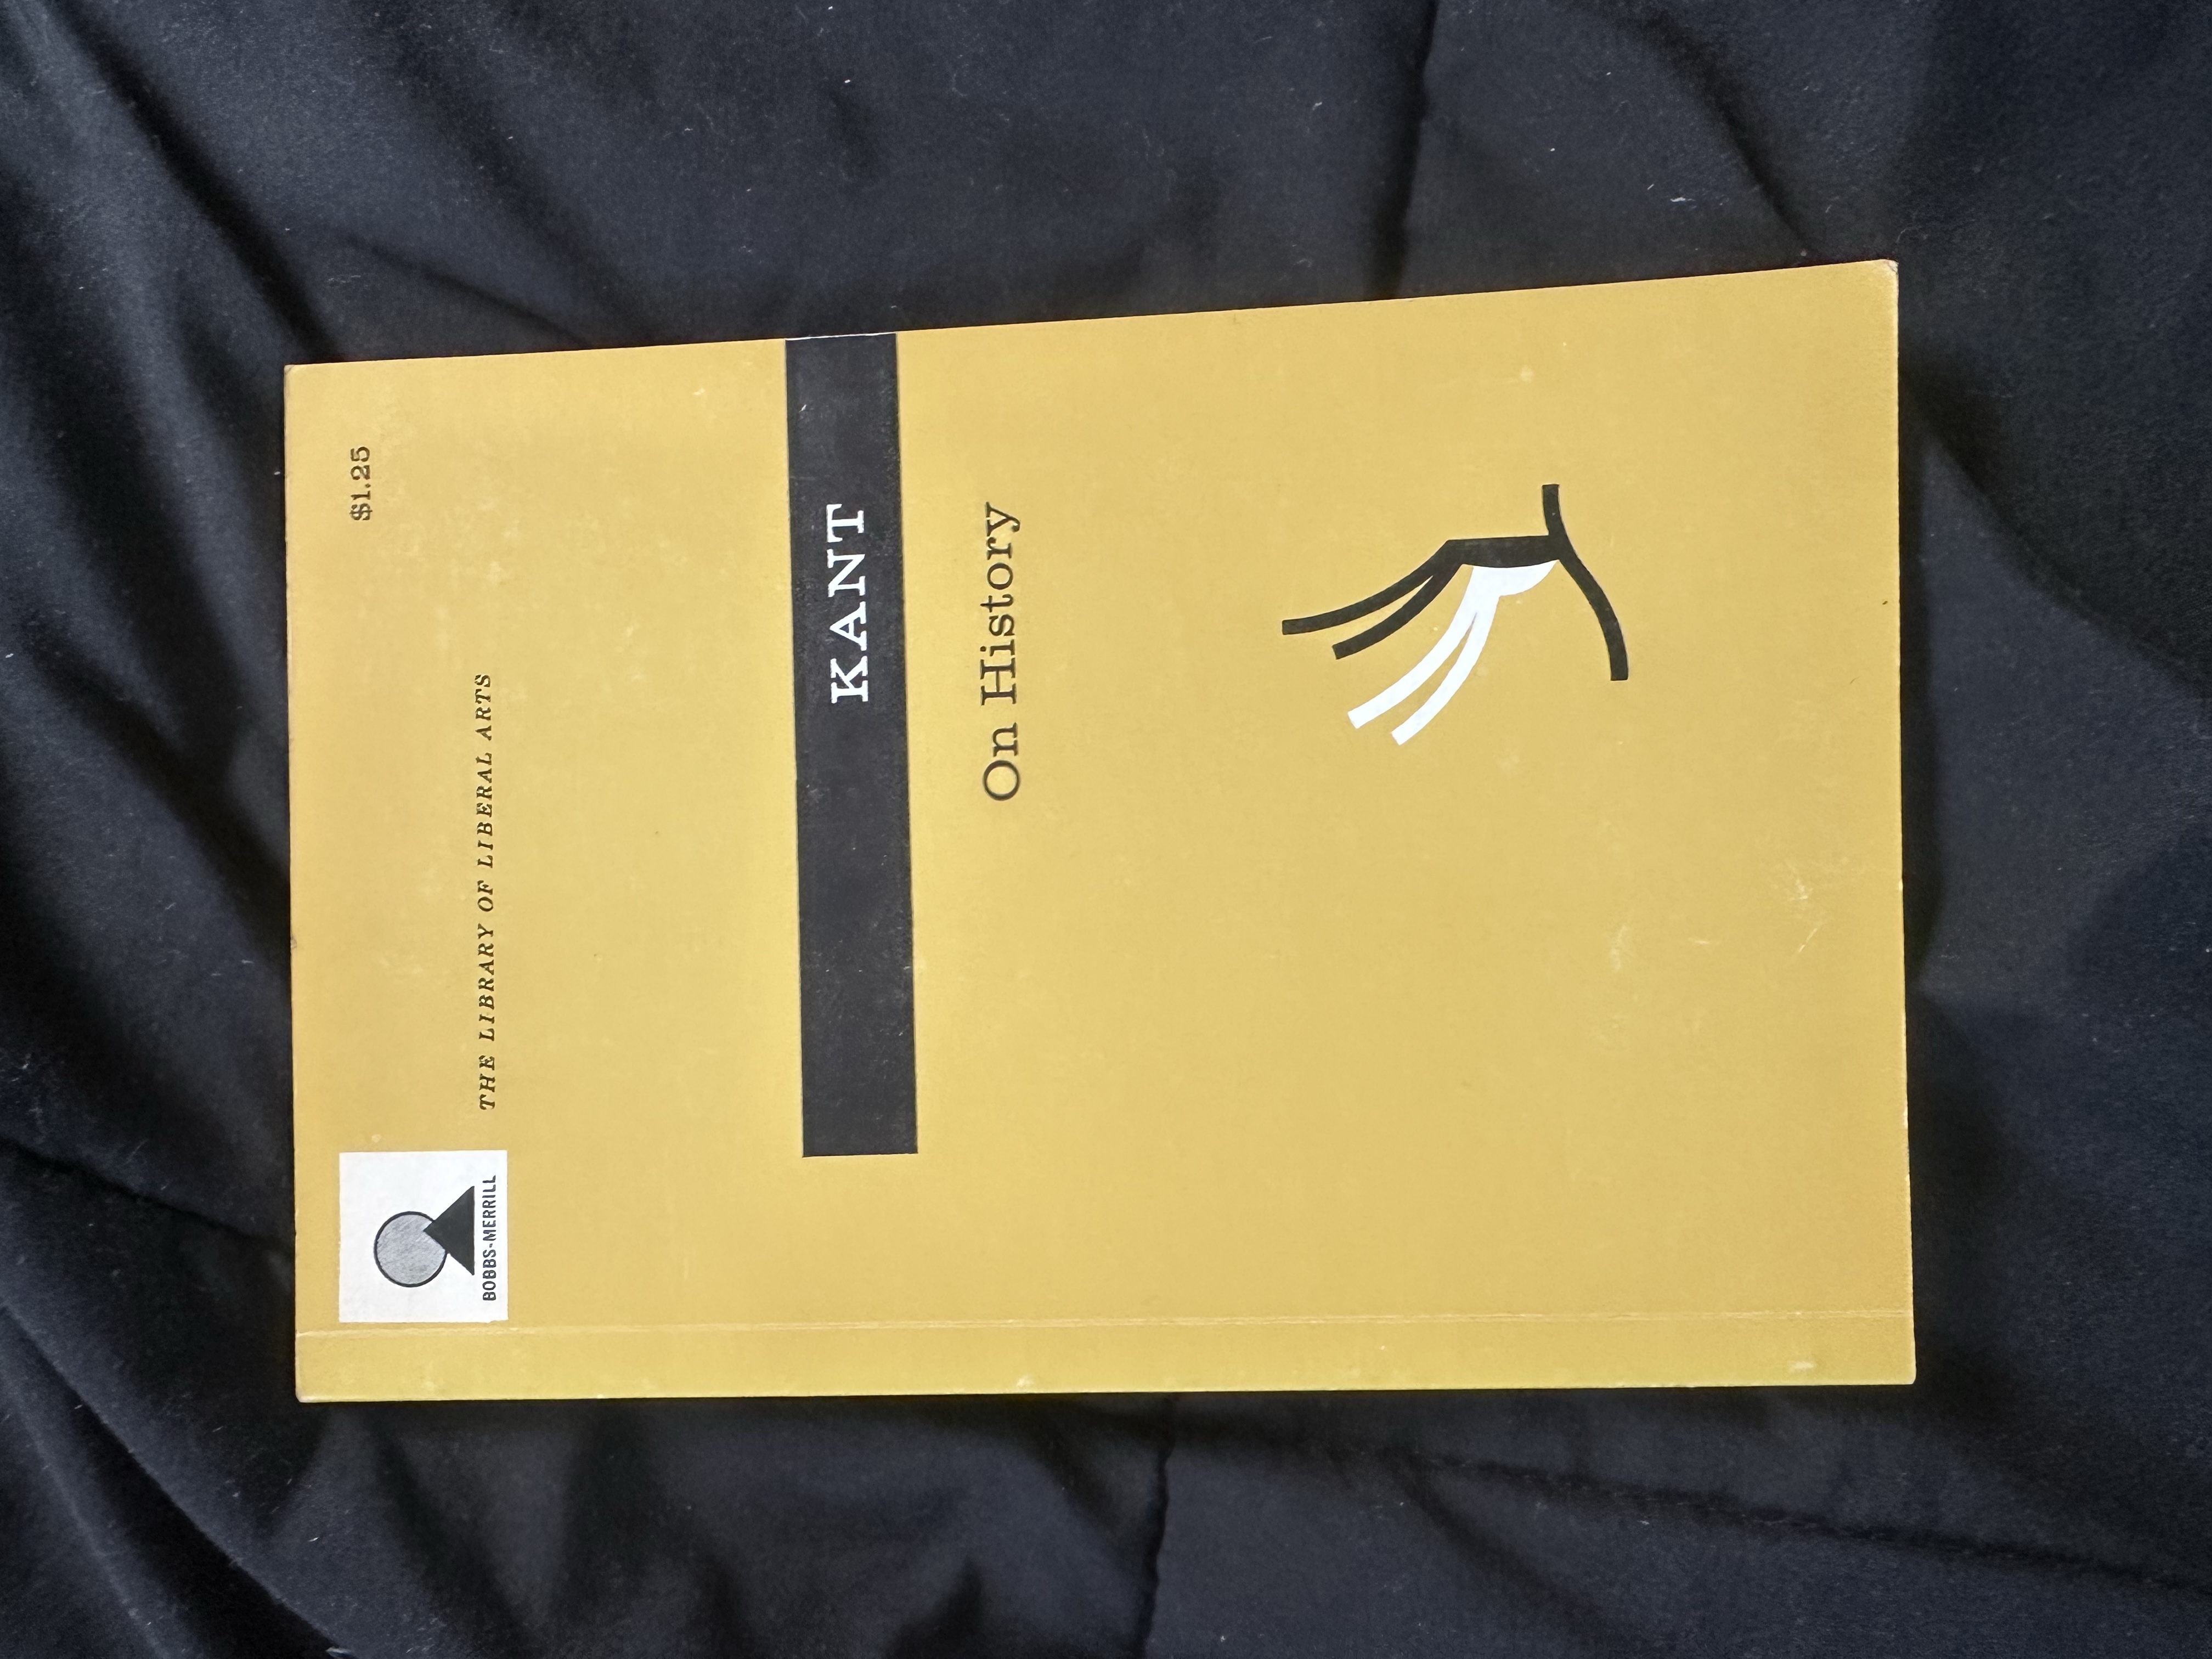 $1.25
BOBBS-MERRILL
THE LIBRARY OF LIBERAL ARTS
KANT
On History